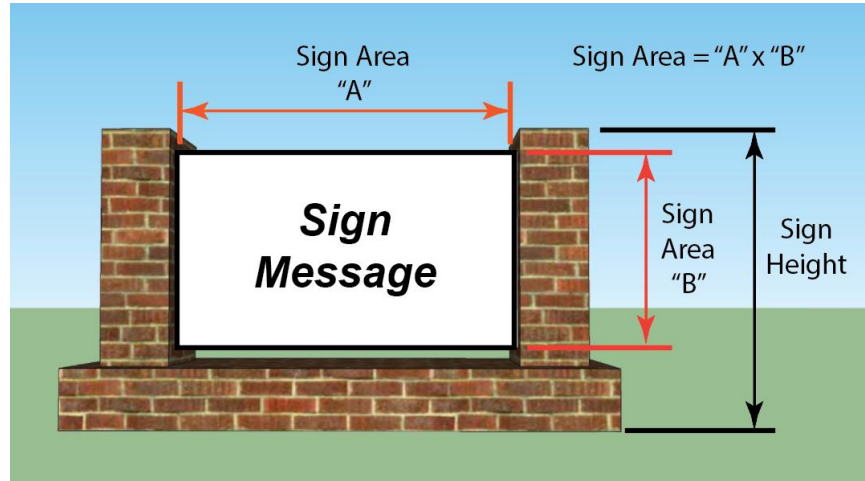 Sign Area
“A”
Sign Area = “A” x “B”
Sign
Message
Sign
Area
“B”
Sign
Height